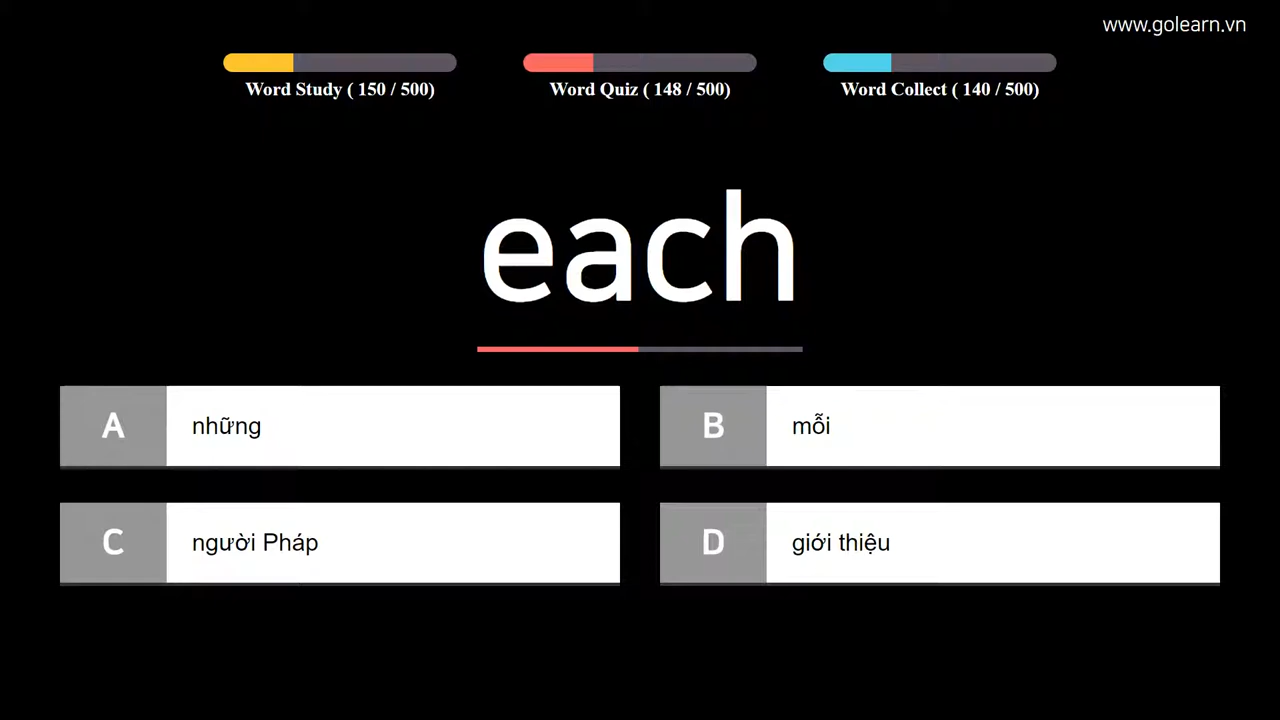 www.golearn.vn
Word Study ( 150 / 500)
Word Quiz ( 148 / 500)
Word Collect ( 140 / 500)
each
A những
B mỗi
C người Pháp
D giới thiệu